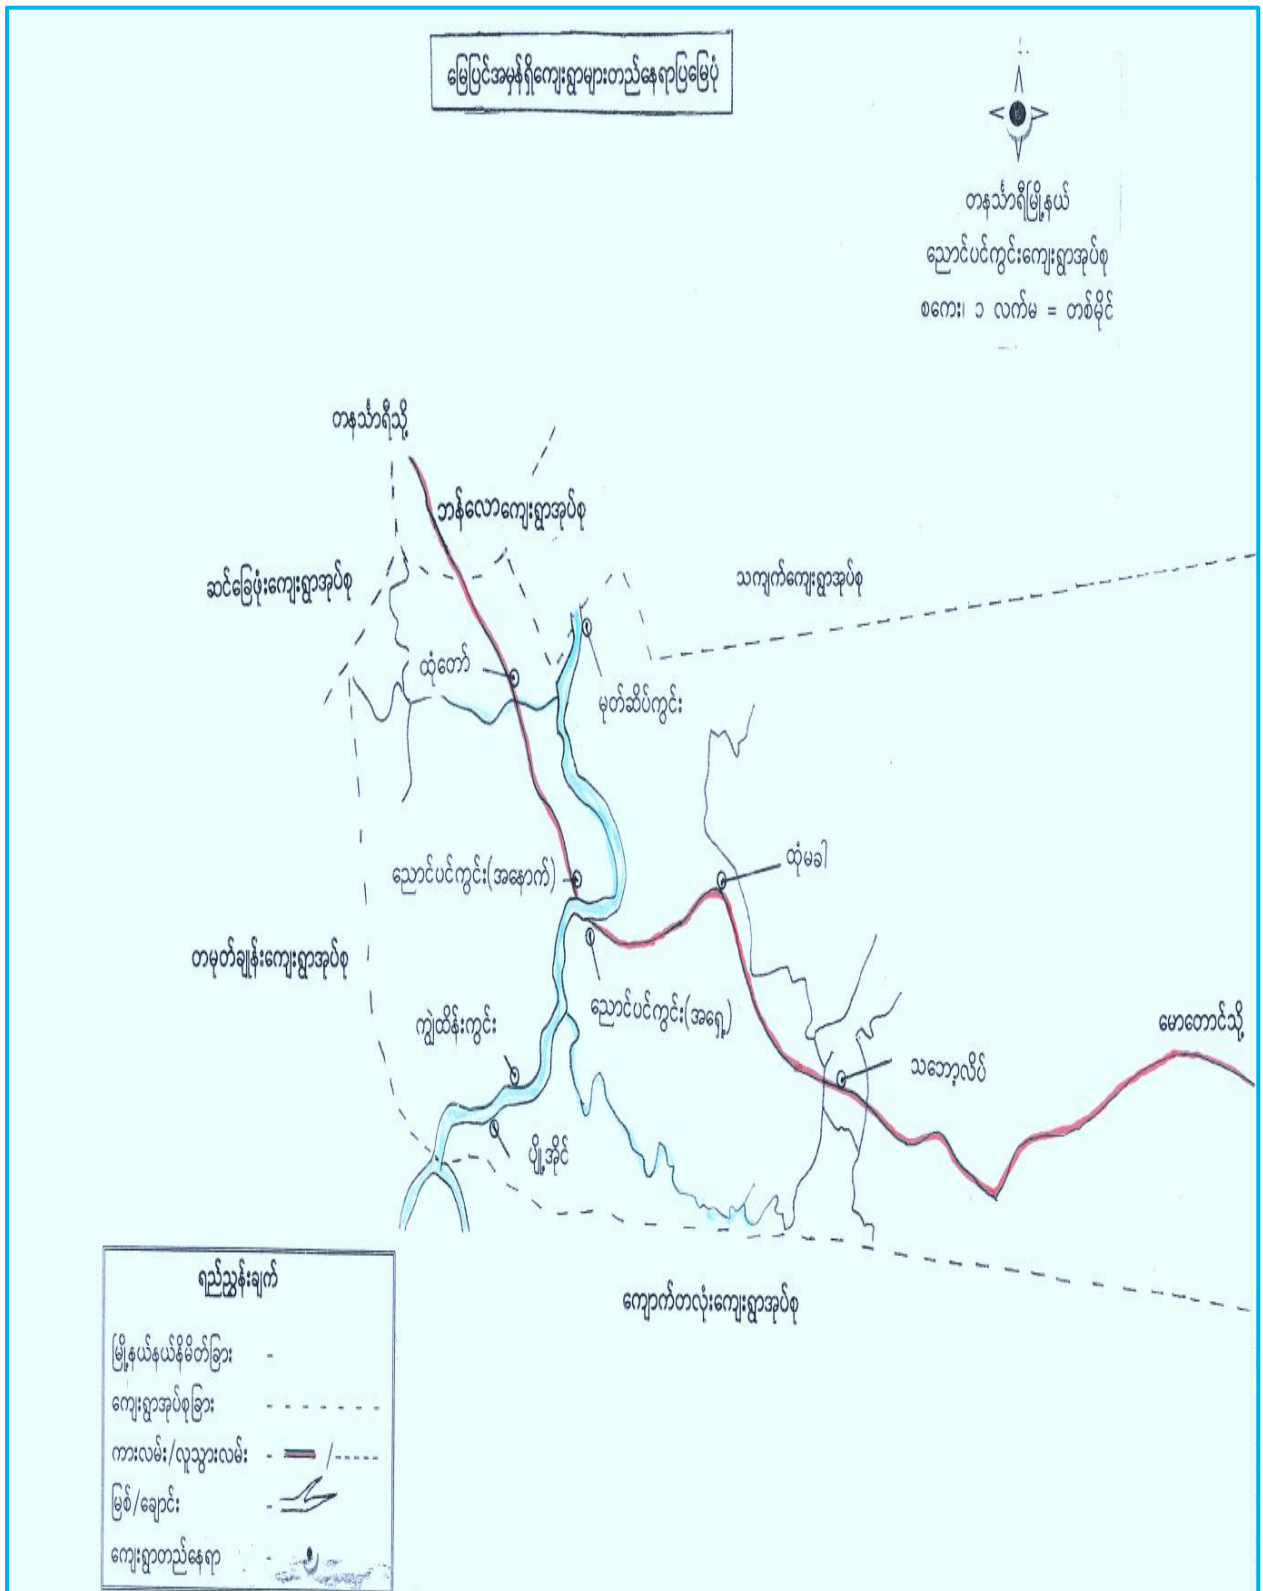 မြေပြင်အမှန်ရှိကျေးရွာများတည်နေရာပြမြေပုံ
တနင်္သာရီမြို့နယ်
ညောင်ပင်ကွင်းကျေးရွာအုပ်စု
စကေး၊ ၁ လက်မ = တစ်မိုင်
တနင်္သာရီသို့
ဘန်လောကျေးရွာအုပ်စု
ဆင်ခြေဖုံးကျေးရွာအုပ်စု
သကျက်ကျေးရွာအုပ်စု
ထုံတော်
မုတ်ဆိပ်ကွင်း
ထုံမခါ
ညောင်ပင်ကွင်း(အနောက်)
တမုတ်ချုန်းကျေးရွာအုပ်စု
ညောင်ပင်ကွင်း(အရှေ့)
ကျွဲထိန်းကွင်း
မောတောင်သို့
သဘော့လိပ်
ပျို့အိုင်
ကျောက်တလုံးကျေးရွာအုပ်စု
ရည်ညွှန်းချက်
မြို့နယ်နယ်နိမိတ်ခြား -
ကျေးရွာအုပ်စုခြား -
ကားလမ်း/လူသွားလမ်း - /
မြစ်/ချောင်း -
ကျေးရွာတည်နေရာ -